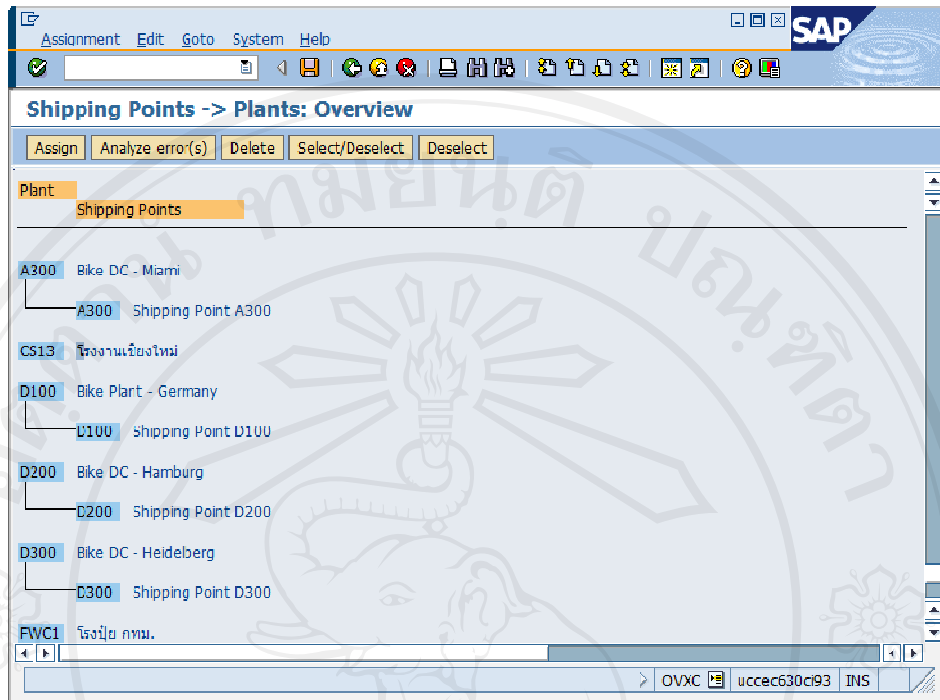 Assignment Edit Goto System Help
SAP
Shipping Points -> Plants: Overview
Assign Analyze error(s) Delete Select/Deselect Deselect
Plant
Shipping Points
A300 Bike DC - Miami
A300 Shipping Point A300
CS13 โรงงานเชียงใหม่
D100 Bike Plant - Germany
D100 Shipping Point D100
D200 Bike DC - Hamburg
D200 Shipping Point D200
D300 Bike DC - Heidelberg
D300 Shipping Point D300
FWC1 โรงปุ๋ย กทม.
OVXC uccec630ci93 INS